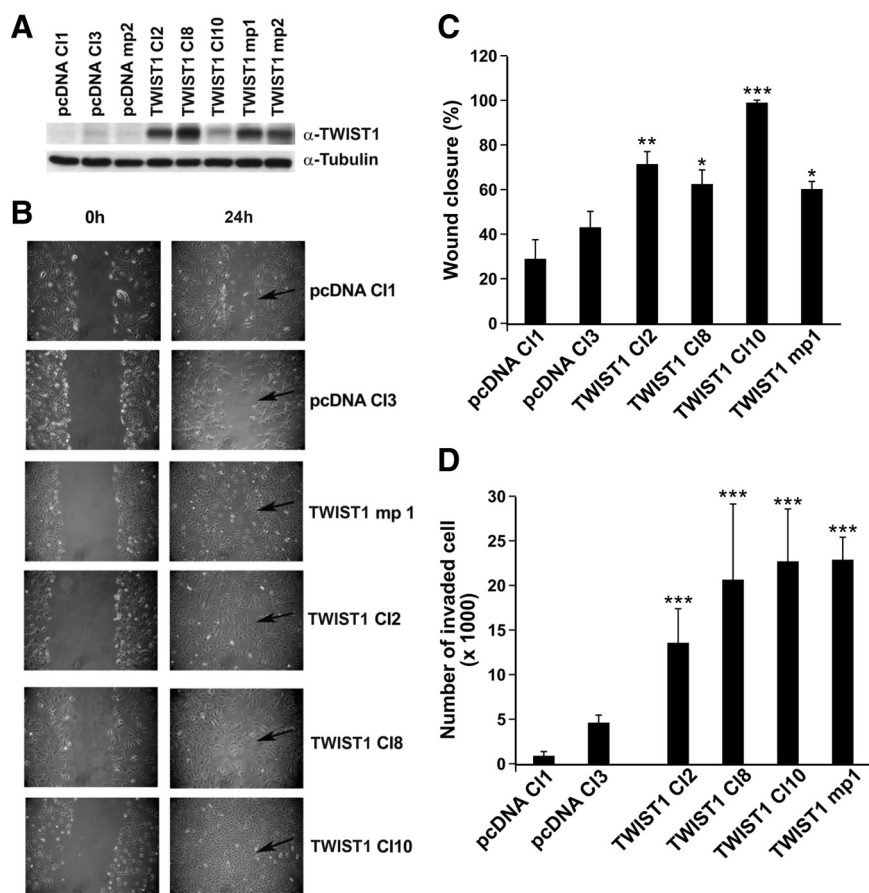 A
pcDNA Cl1
pcDNA Cl3
pcDNA mp2
TWIST1 Cl2
TWIST1 Cl8
TWIST1 Cl10
TWIST1 mp1
TWIST1 mp2
α-TWIST1
α-Tubulin
B
0h
24h
pcDNA Cl1
pcDNA Cl3
TWIST1 mp 1
TWIST1 Cl2
TWIST1 Cl8
TWIST1 Cl10
C
Wound closure (%)
120
100
80
60
40
20
0
**
*
***
*
pcDNA Cl1
pcDNA Cl3
TWIST1 Cl2
TWIST1 Cl8
TWIST1 Cl10
TWIST1 mp1
D
Number of invaded cell
(x 1000)
30
25
20
15
10
5
0
***
***
***
***
pcDNA Cl1
pcDNA Cl3
TWIST1 Cl2
TWIST1 Cl8
TWIST1 Cl10
TWIST1 mp1